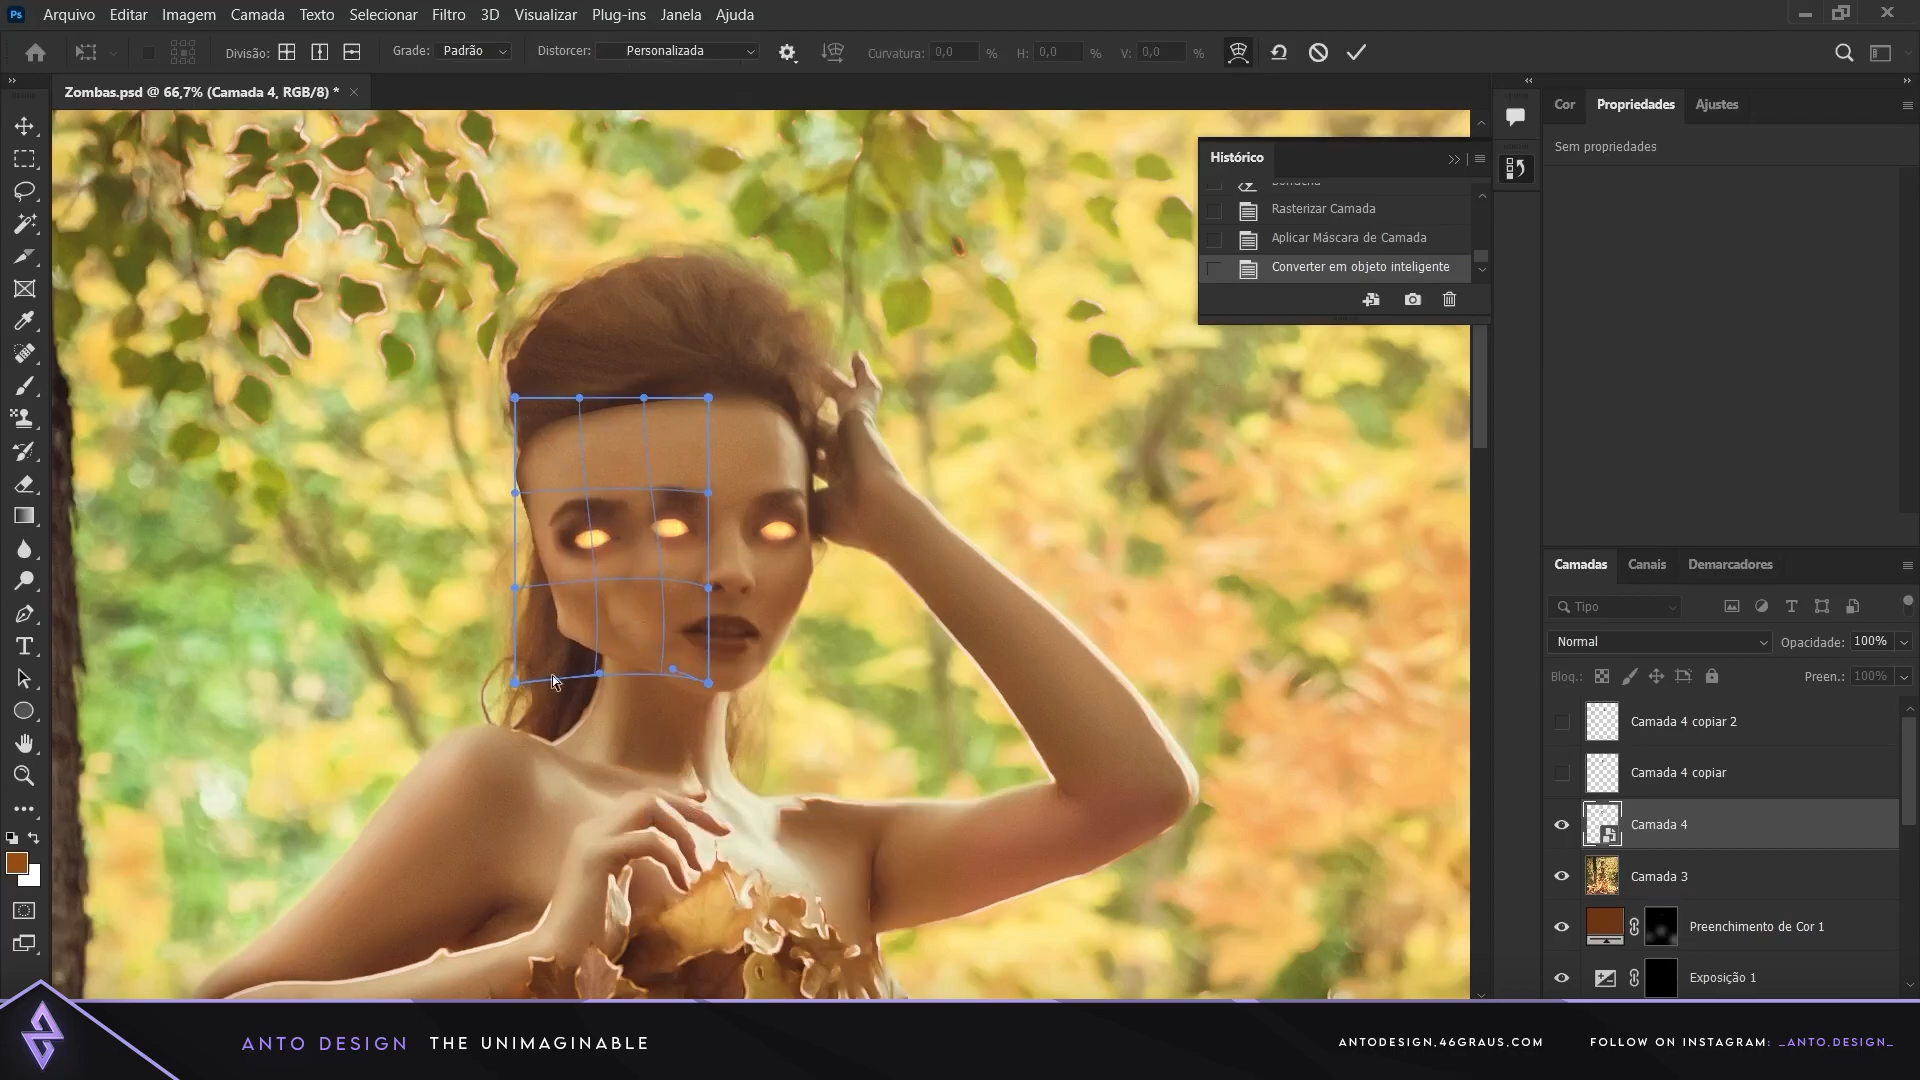 Ps Arquivo Editar Imagem Camada Texto Selecionar Filtro 3D Visualizar Plug-ins Janela Ajuda
Divisão: Grade: Padrão Distorcer: Personalizada Curvatura: 0,0 % H: 0,0 % V: 0,0 %
Zombas.psd @ 66,7% (Camada 4, RGB/8) *
Cor Propriedades Ajustes
Sem propriedades
Histórico
Borracha
Rasterizar Camada
Aplicar Máscara de Camada
Converter em objeto inteligente
Camadas Canais Demarcadores
Tipo
Normal Opacidade: 100%
Bloq.: Preen.: 100%
Camada 4 copiar 2
Camada 4 copiar
Camada 4
Camada 3
Preenchimento de Cor 1
Exposição 1
ANTO DESIGN THE UNIMAGINABLE
ANTODESIGN.46GRAUS.COM
FOLLOW ON INSTAGRAM: _ANTO.DESIGN_